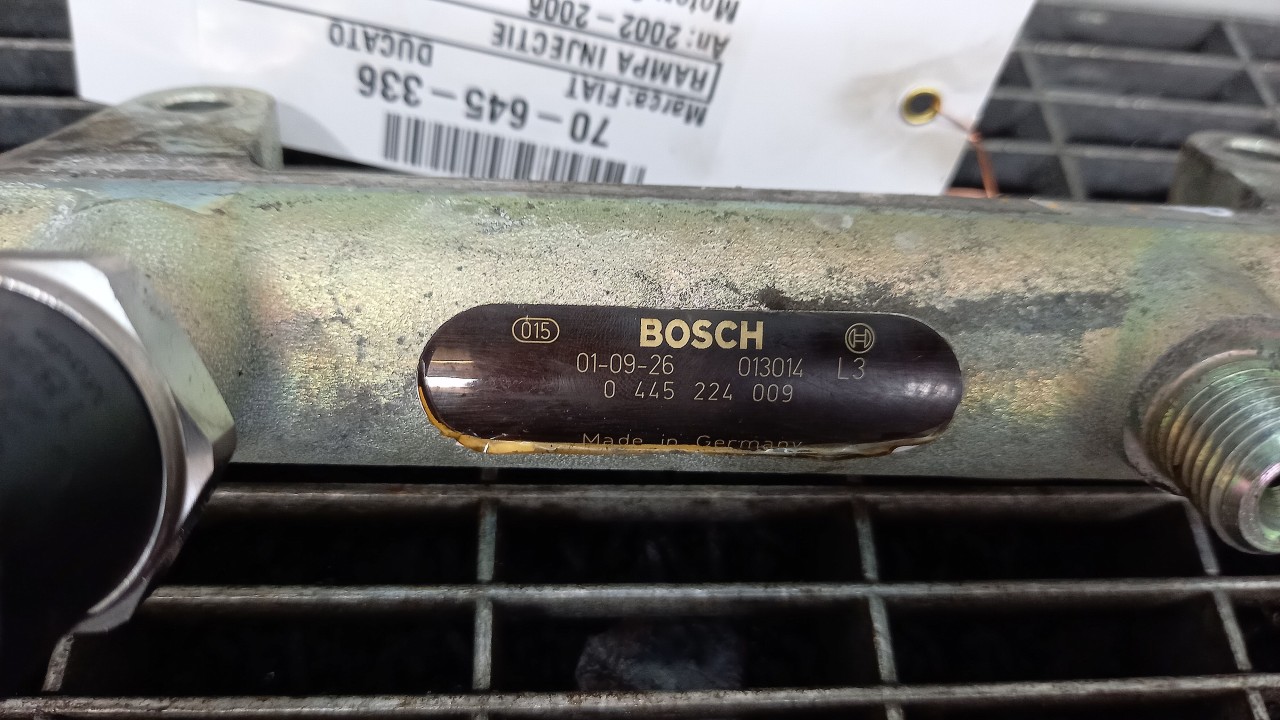 70-645-336
Marca: FIAT DUCATO
RAMPA INJECTIE
An: 2002-2006
015 BOSCH H
01-09-26 013014 L3
0 445 224 009
Made in Germany